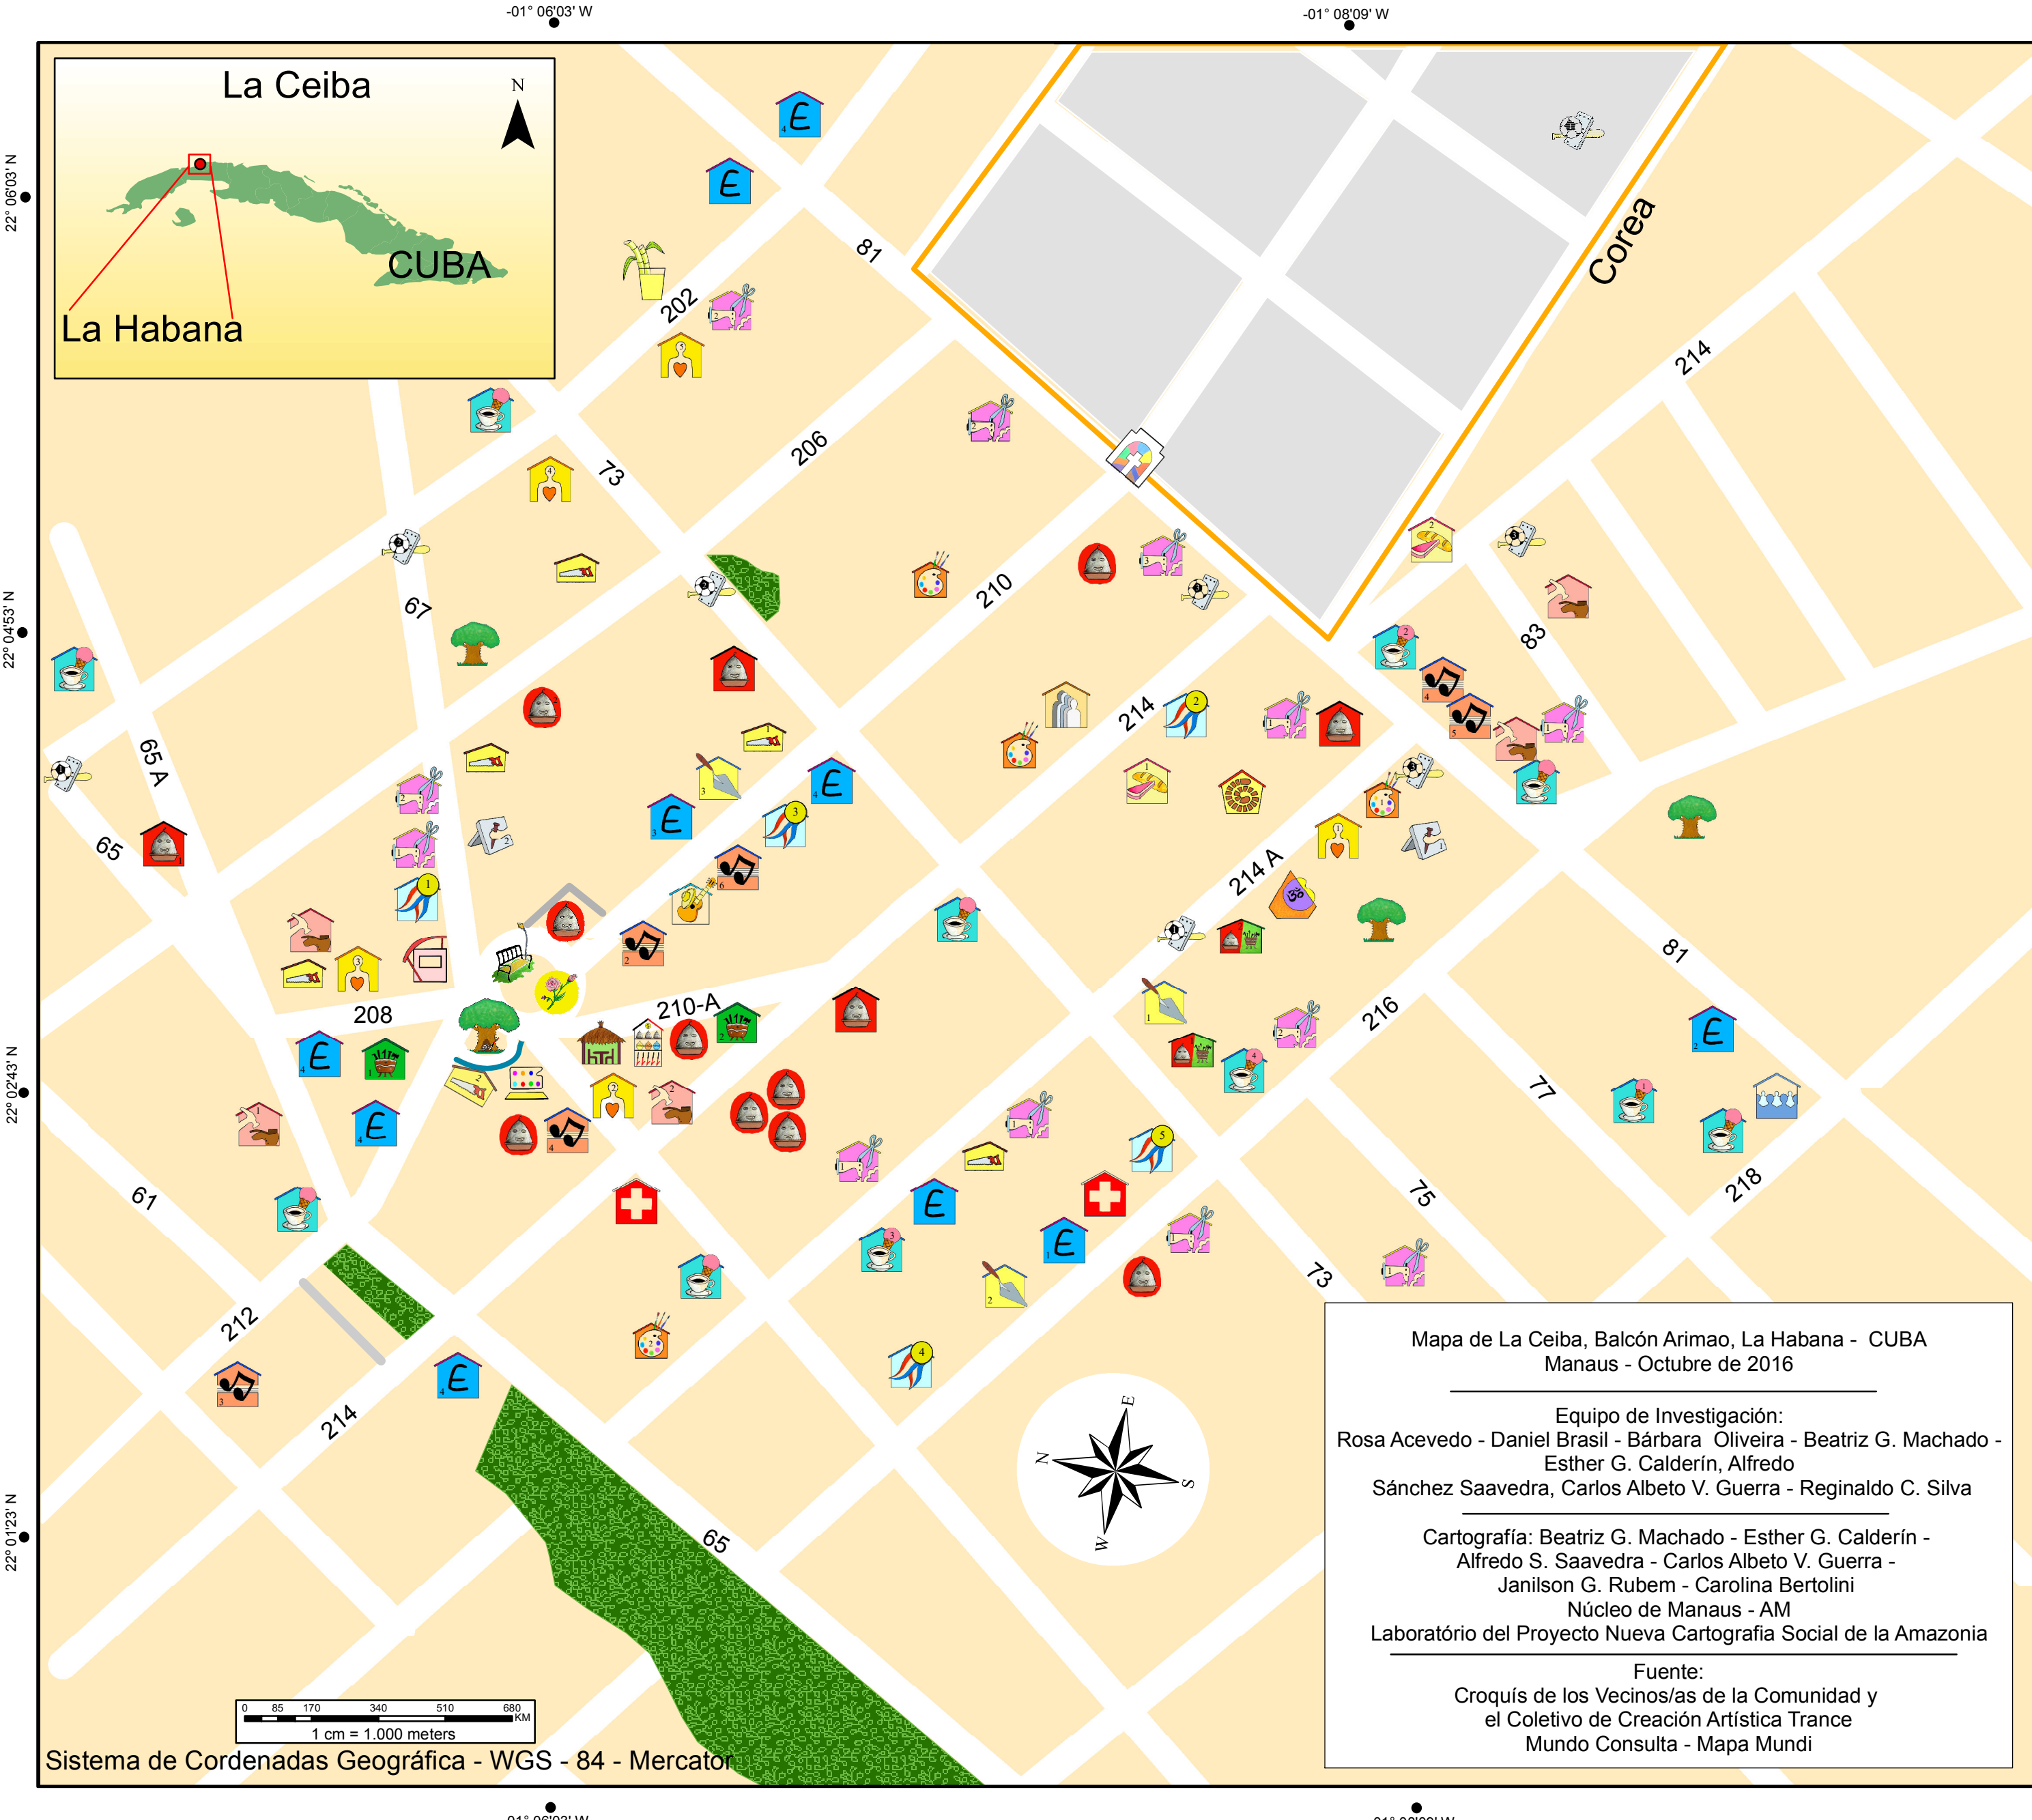 -01° 06'03' W
-01° 08'09' W
La Ceiba
N
CUBA
La Habana
22° 06'03' N
22° 04'53' N
22° 02'43' N
22° 01'23' N
Corea
81
202
214
206
73
210
67
83
65 A
214
65
214 A
81
208
210-A
216
77
61
75
218
212
73
214
65
E
N
S
W
Mapa de La Ceiba, Balcón Arimao, La Habana - CUBA
Manaus - Octubre de 2016
Equipo de Investigación:
Rosa Acevedo - Daniel Brasil - Bárbara Oliveira - Beatriz G. Machado -
Esther G. Calderín, Alfredo
Sánchez Saavedra, Carlos Albeto V. Guerra - Reginaldo C. Silva
Cartografía: Beatriz G. Machado - Esther G. Calderín -
Alfredo S. Saavedra - Carlos Albeto V. Guerra -
Janilson G. Rubem - Carolina Bertolini
Núcleo de Manaus - AM
Laboratório del Proyecto Nueva Cartografia Social de la Amazonia
Fuente:
Croquís de los Vecinos/as de la Comunidad y
el Coletivo de Creación Artística Trance
Mundo Consulta - Mapa Mundi
0 85 170 340 510 680
KM
1 cm = 1.000 meters
Sistema de Cordenadas Geográfica - WGS - 84 - Mercator